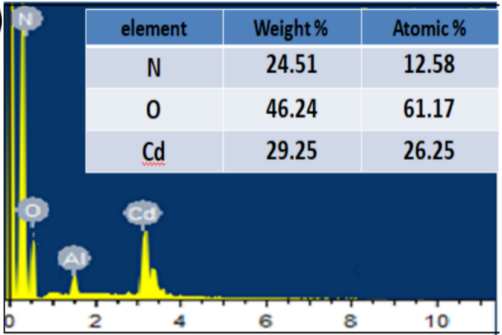 N
element Weight % Atomic %
N 24.51 12.58
O 46.24 61.17
Cd 29.25 26.25
O
Cd
Al
0 2 4 6 8 10